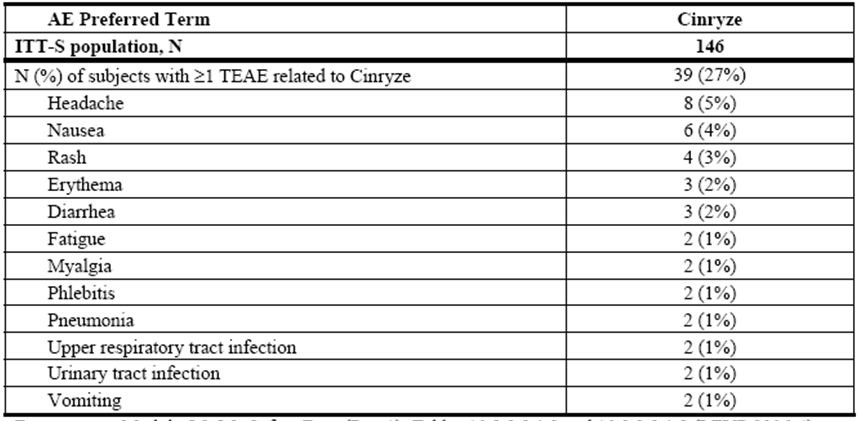 AE Preferred Term Cinryze
ITT-S population, N 146
N (%) of subjects with ≥1 TEAE related to Cinryze 39 (27%)
Headache 8 (5%)
Nausea 6 (4%)
Rash 4 (3%)
Erythema 3 (2%)
Diarrhea 3 (2%)
Fatigue 2 (1%)
Myalgia 2 (1%)
Phlebitis 2 (1%)
Pneumonia 2 (1%)
Upper respiratory tract infection 2 (1%)
Urinary tract infection 2 (1%)
Vomiting 2 (1%)